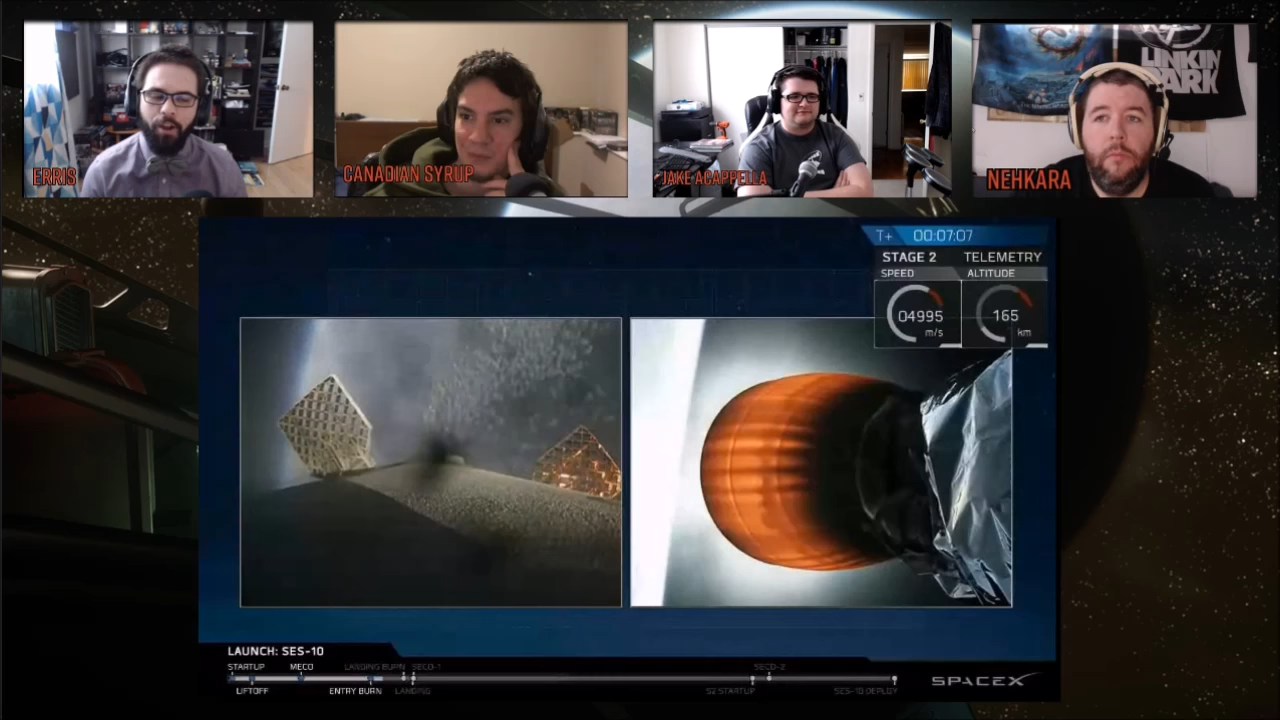 LINKIN
PARK
ERRIS
CANADIAN SYRUP
JAKE ACAPPELLA
NEHKARA
T+ 00:07:07
STAGE 2 TELEMETRY
SPEED ALTITUDE
04995 165
m/s km
LAUNCH: SES-10
STARTUP MECO LANDING BURN SECO-1 SECO-2
LIFTOFF ENTRY BURN LANDING S2 STARTUP SES-10 DEPLOY
SPACEX